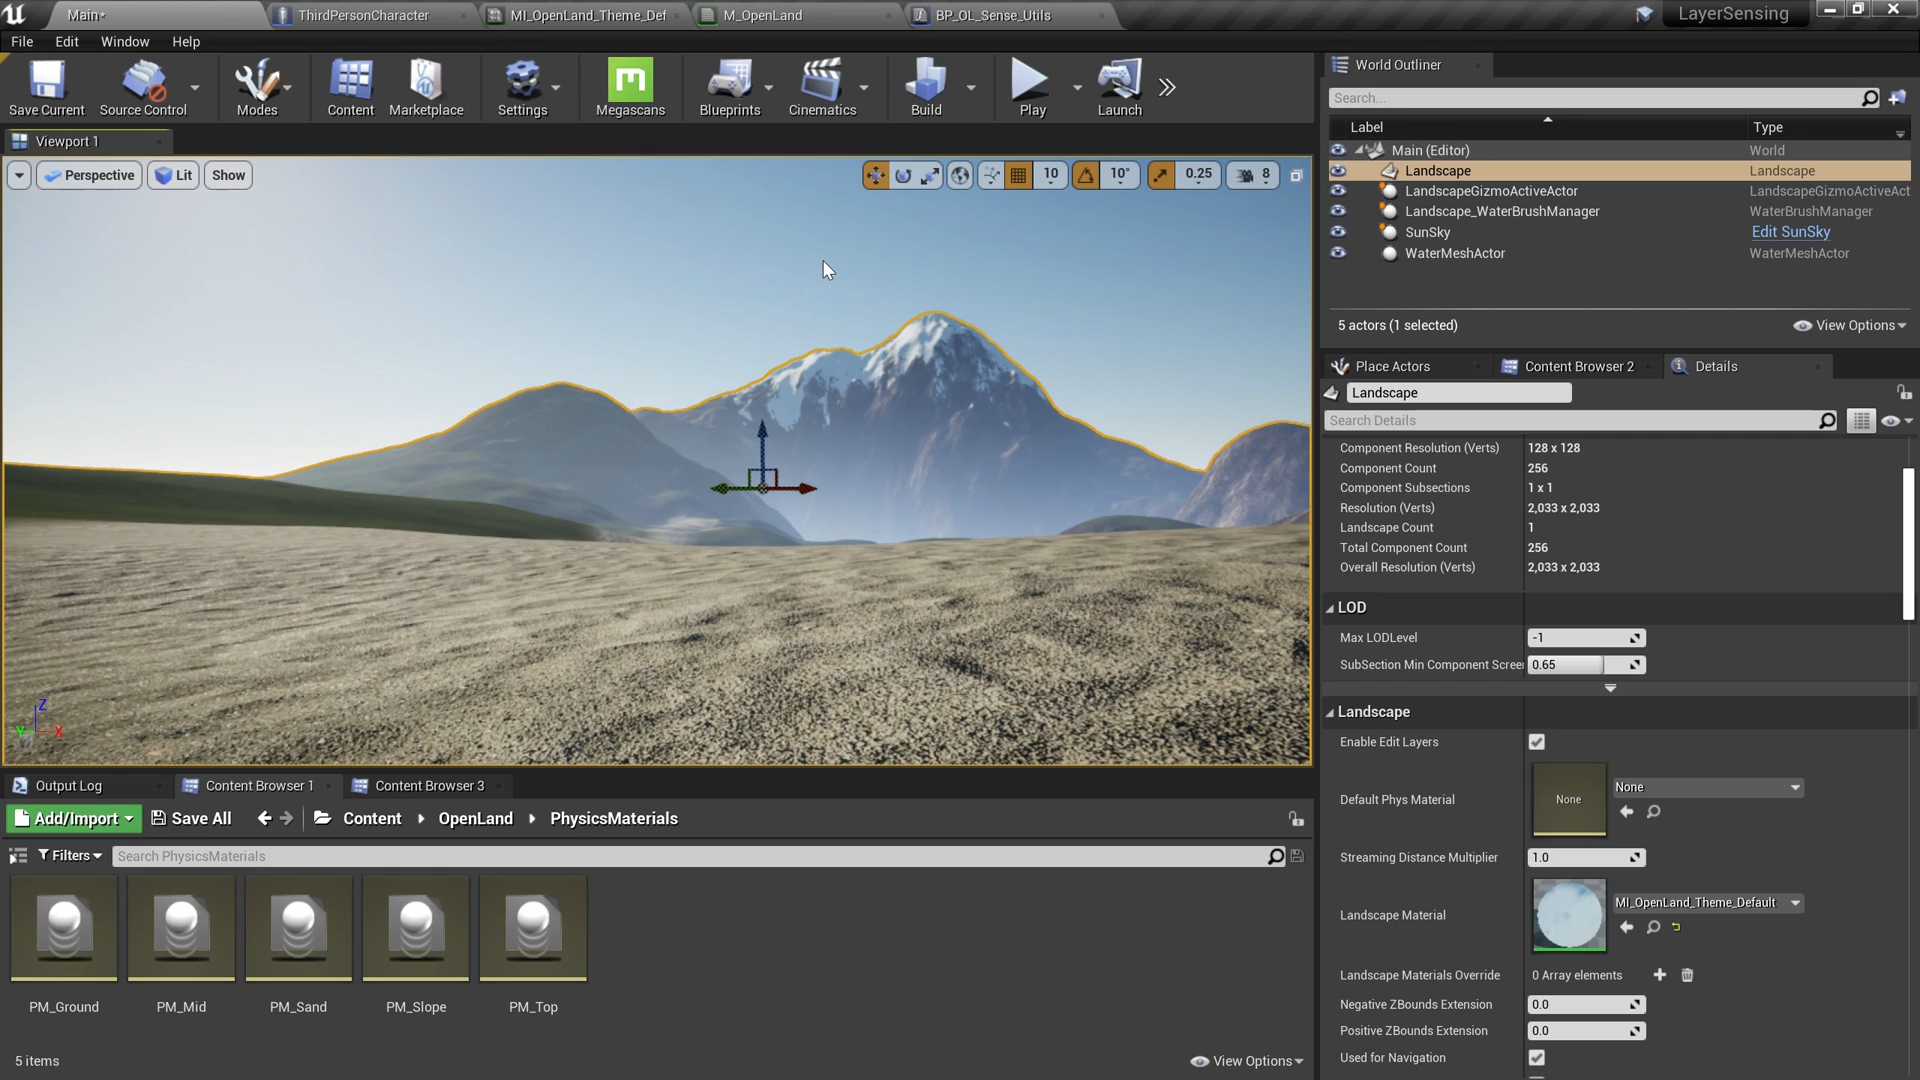 Main*
ThirdPersonCharacter
MI_OpenLand_Theme_Def
M_OpenLand
BP_OL_Sense_Utils
LayerSensing
File Edit Window Help
Save Current
Source Control
Modes
Content
Marketplace
Settings
Megascans
Blueprints
Cinematics
Build
Play
Launch
Viewport 1
Perspective
Lit
Show
10
10°
0.25
8
Z
Y
X
World Outliner
Search...
Label
Type
Main (Editor) World
Landscape Landscape
LandscapeGizmoActiveActor LandscapeGizmoActiveAct
Landscape_WaterBrushManager WaterBrushManager
SunSky Edit SunSky
WaterMeshActor WaterMeshActor
5 actors (1 selected)
View Options
Place Actors
Content Browser 2
Details
Landscape
Search Details
Component Resolution (Verts) 128 x 128
Component Count 256
Component Subsections 1 x 1
Resolution (Verts) 2,033 x 2,033
Landscape Count 1
Total Component Count 256
Overall Resolution (Verts) 2,033 x 2,033
LOD
Max LODLevel -1
SubSection Min Component Screen 0.65
Landscape
Enable Edit Layers
Default Phys Material None None
Streaming Distance Multiplier 1.0
Landscape Material MI_OpenLand_Theme_Default
Landscape Materials Override 0 Array elements
Negative ZBounds Extension 0.0
Positive ZBounds Extension 0.0
Used for Navigation
Output Log
Content Browser 1
Content Browser 3
Add/Import
Save All
Content
OpenLand
PhysicsMaterials
Filters
Search PhysicsMaterials
PM_Ground
PM_Mid
PM_Sand
PM_Slope
PM_Top
5 items
View Options